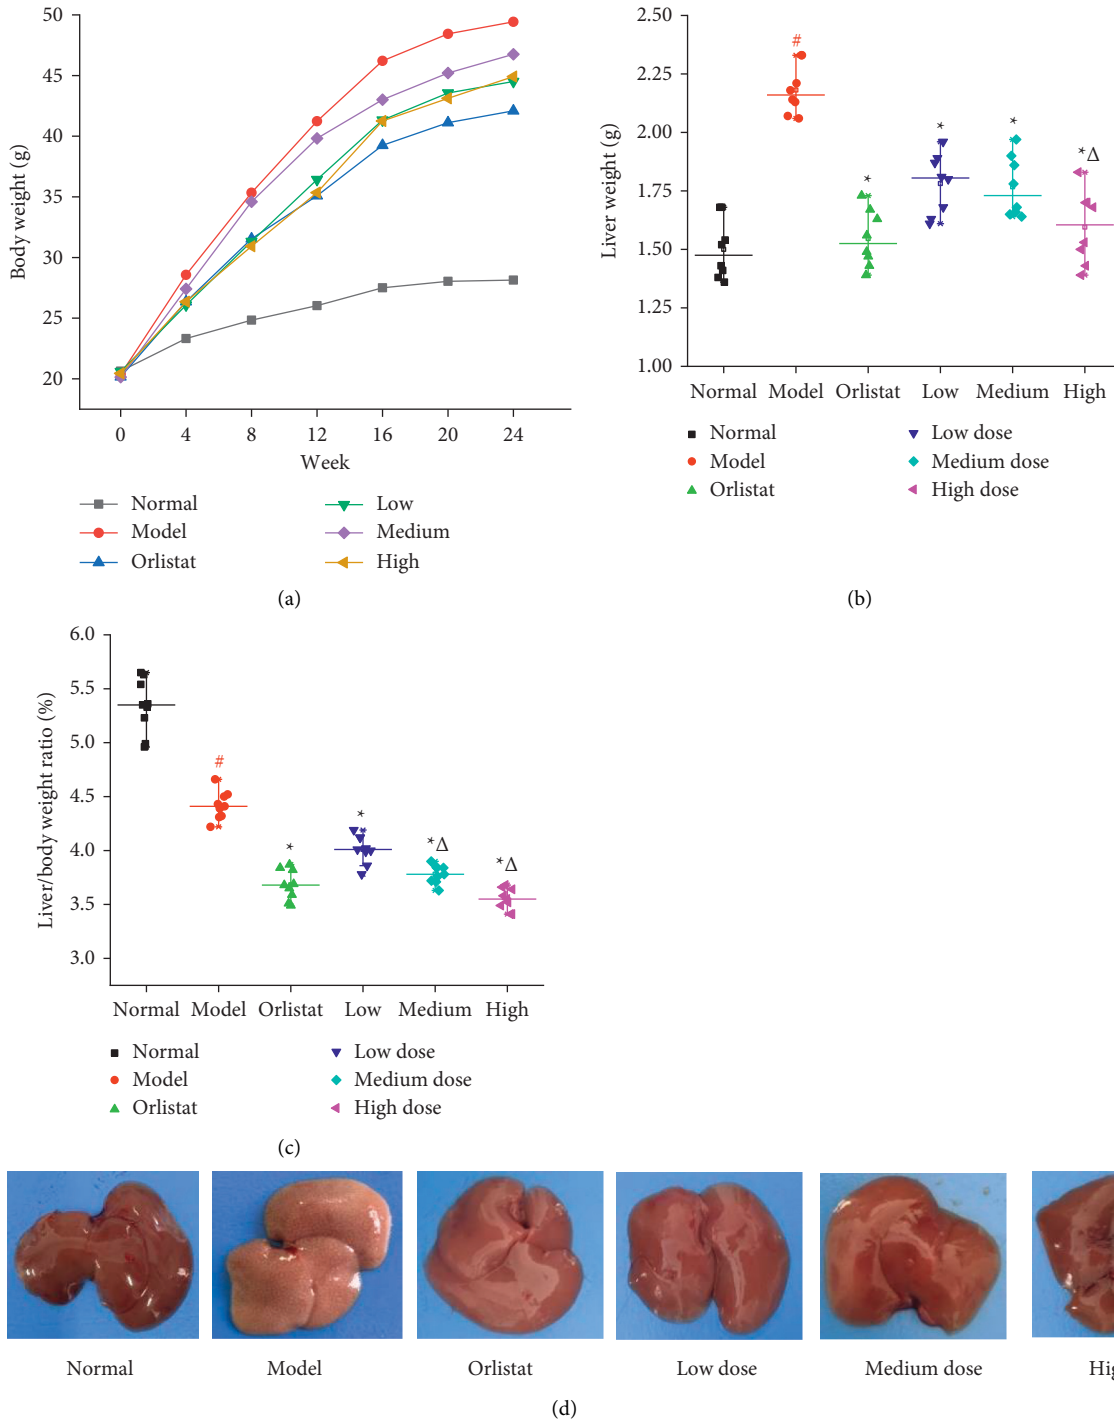 50
45
40
35
30
25
20
Body weight (g)
0 4 8 12 16 20 24
Week
Normal Low
Model Medium
Orlistat High
(a)
2.50
2.25
2.00
1.75
1.50
1.25
1.00
Liver weight (g)
#
*
*
*
*Δ
Normal Model Orlistat Low Medium High
Normal Low dose
Model Medium dose
Orlistat High dose
(b)
6.0
5.5
5.0
4.5
4.0
3.5
3.0
Liver/body weight ratio (%)
#
*
*
*Δ
*Δ
Normal Model Orlistat Low Medium High
Normal Low dose
Model Medium dose
Orlistat High dose
(c)
Normal Model Orlistat Low dose Medium dose
(d)